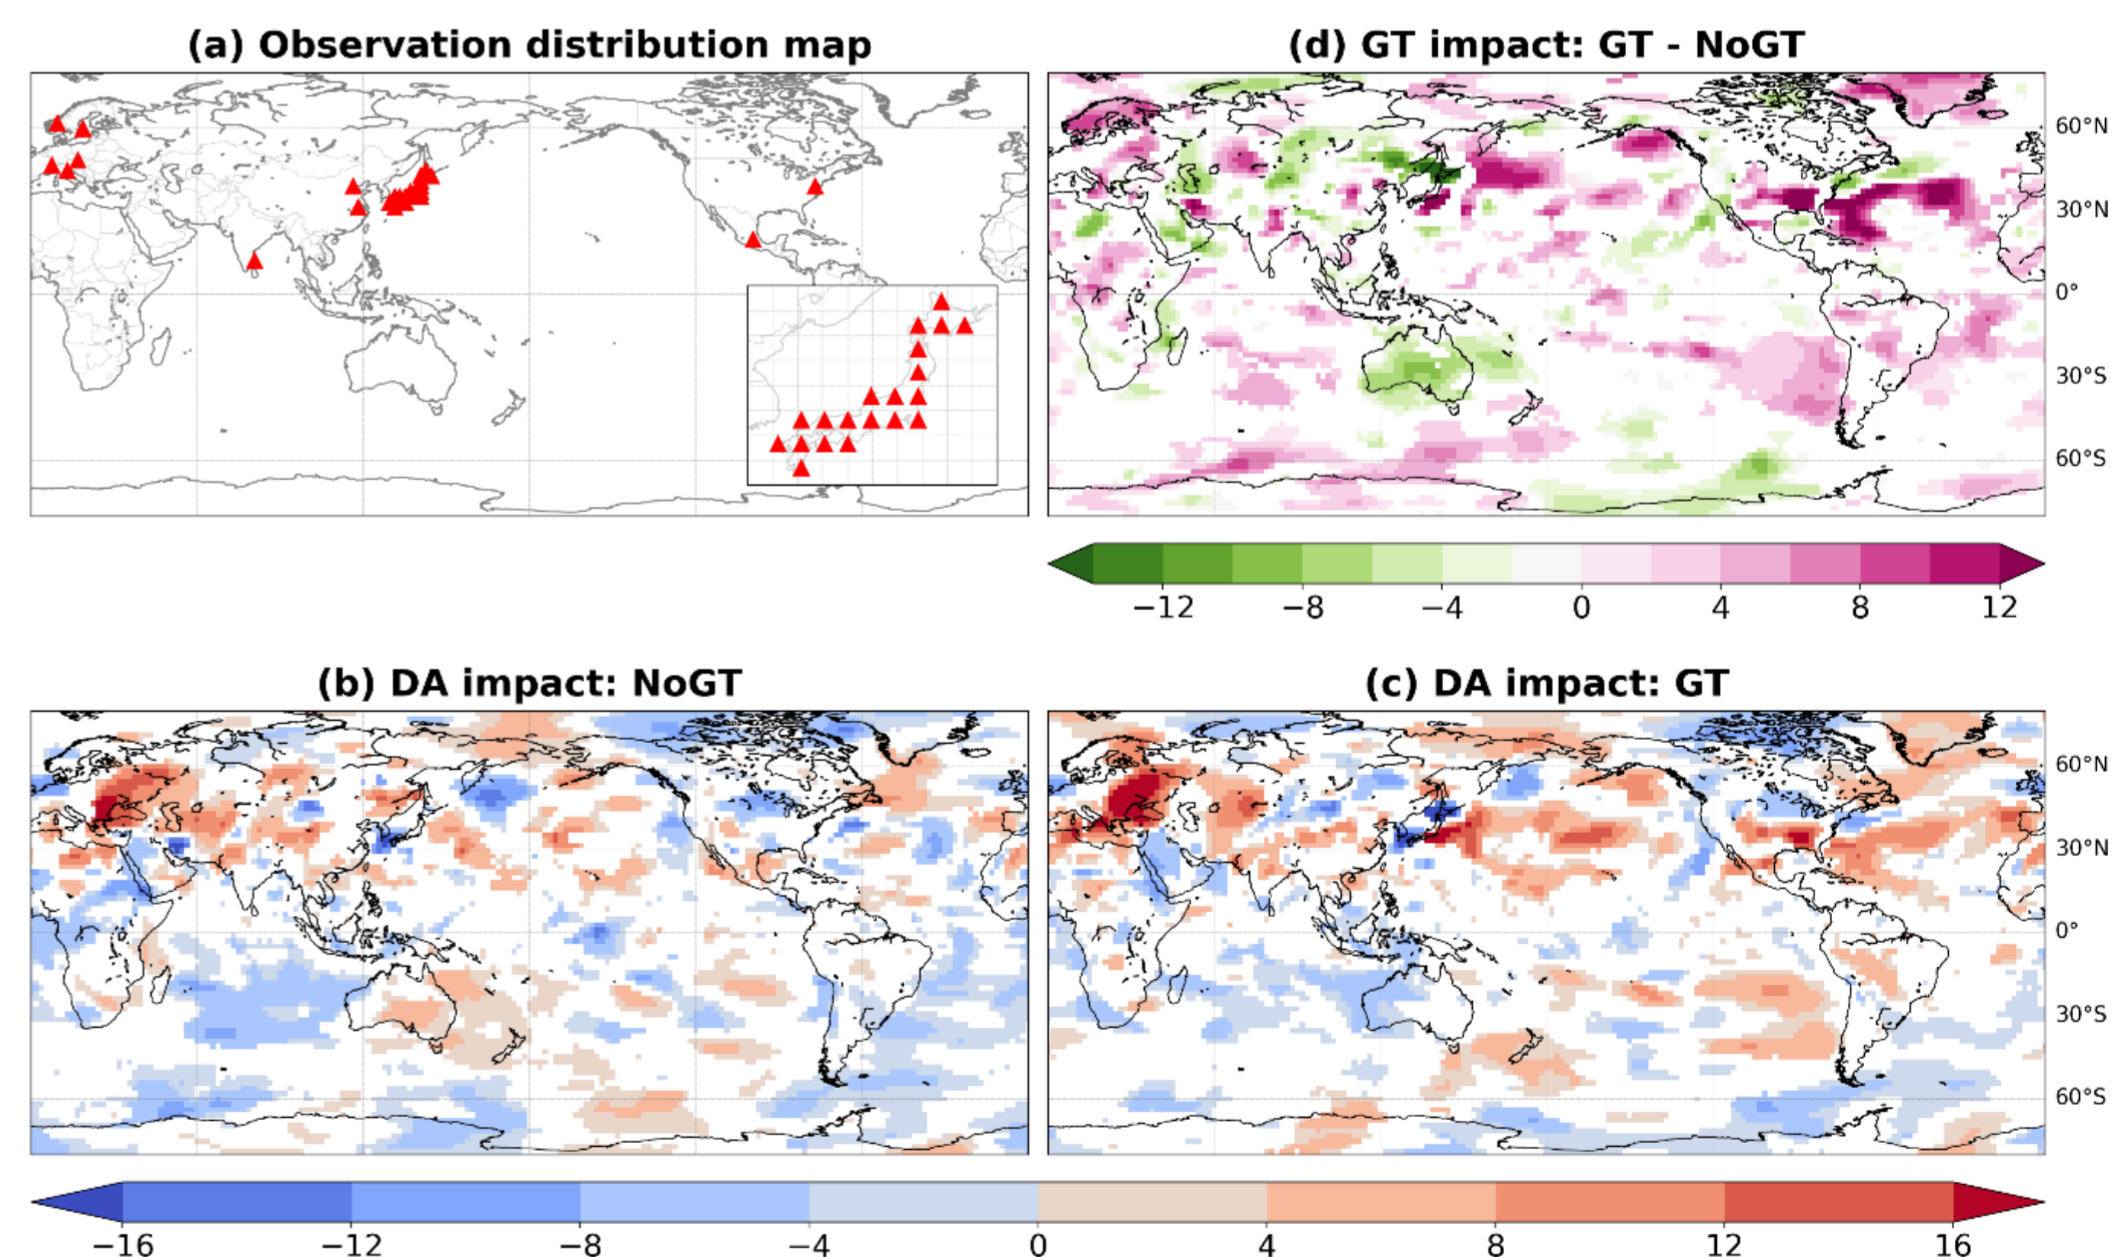 (a) Observation distribution map
(d) GT impact: GT - NoGT
60°N
30°N
0°
30°S
60°S
−12 −8 −4 0 4 8 12
(b) DA impact: NoGT
(c) DA impact: GT
60°N
30°N
0°
30°S
60°S
−16 −12 −8 −4 0 4 8 12 16